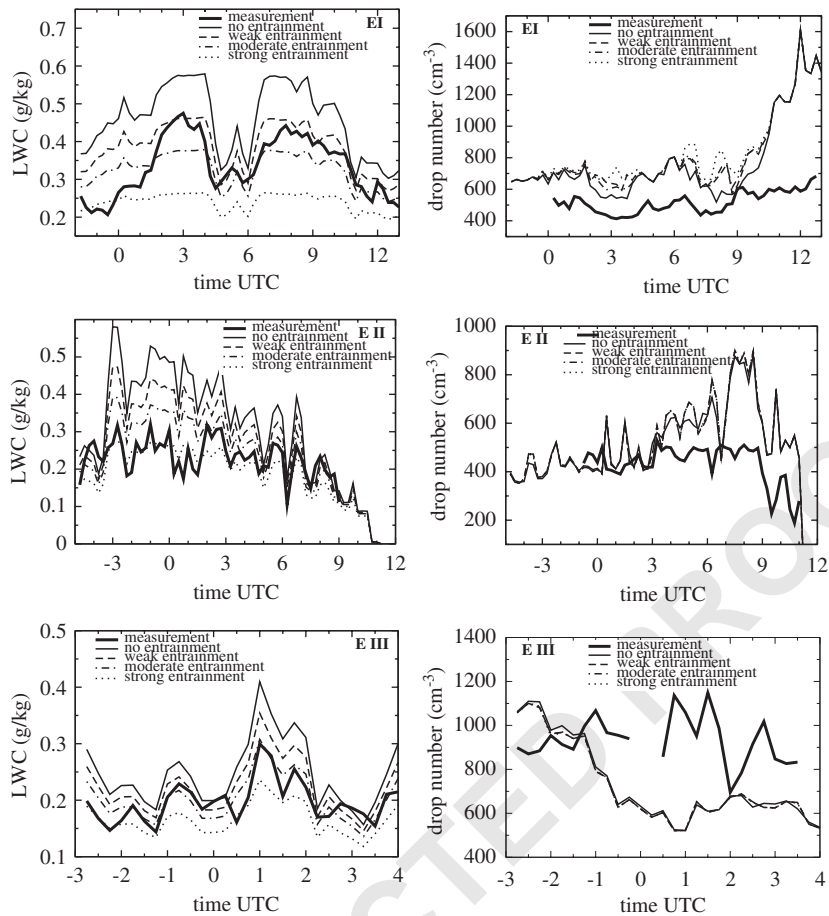 measurement
no entrainment
weak entrainment
moderate entrainment
strong entrainment
EI
LWC (g/kg)
0.7
0.6
0.5
0.4
0.3
0.2
0 3 6 9 12
time UTC
EI
measurement
no entrainment
weak entrainment
moderate entrainment
strong entrainment
drop number (cm-3)
1600
1400
1200
1000
800
600
400
0 3 6 9 12
time UTC
measurement
no entrainment
weak entrainment
moderate entrainment
strong entrainment
E II
LWC (g/kg)
0.5
0.4
0.3
0.2
0.1
0
-3 0 3 6 9 12
time UTC
E II
measurement
no entrainment
weak entrainment
moderate entrainment
strong entrainment
drop number (cm-3)
1000
800
600
400
200
-3 0 3 6 9 12
time UTC
measurement
no entrainment
weak entrainment
moderate entrainment
strong entrainment
E III
LWC (g/kg)
0.5
0.4
0.3
0.2
0.1
-3 -2 -1 0 1 2 3 4
time UTC
E III
measurement
no entrainment
weak entrainment
moderate entrainment
strong entrainment
drop number (cm-3)
1400
1200
1000
800
600
400
-3 -2 -1 0 1 2 3 4
time UTC
CTED PROO